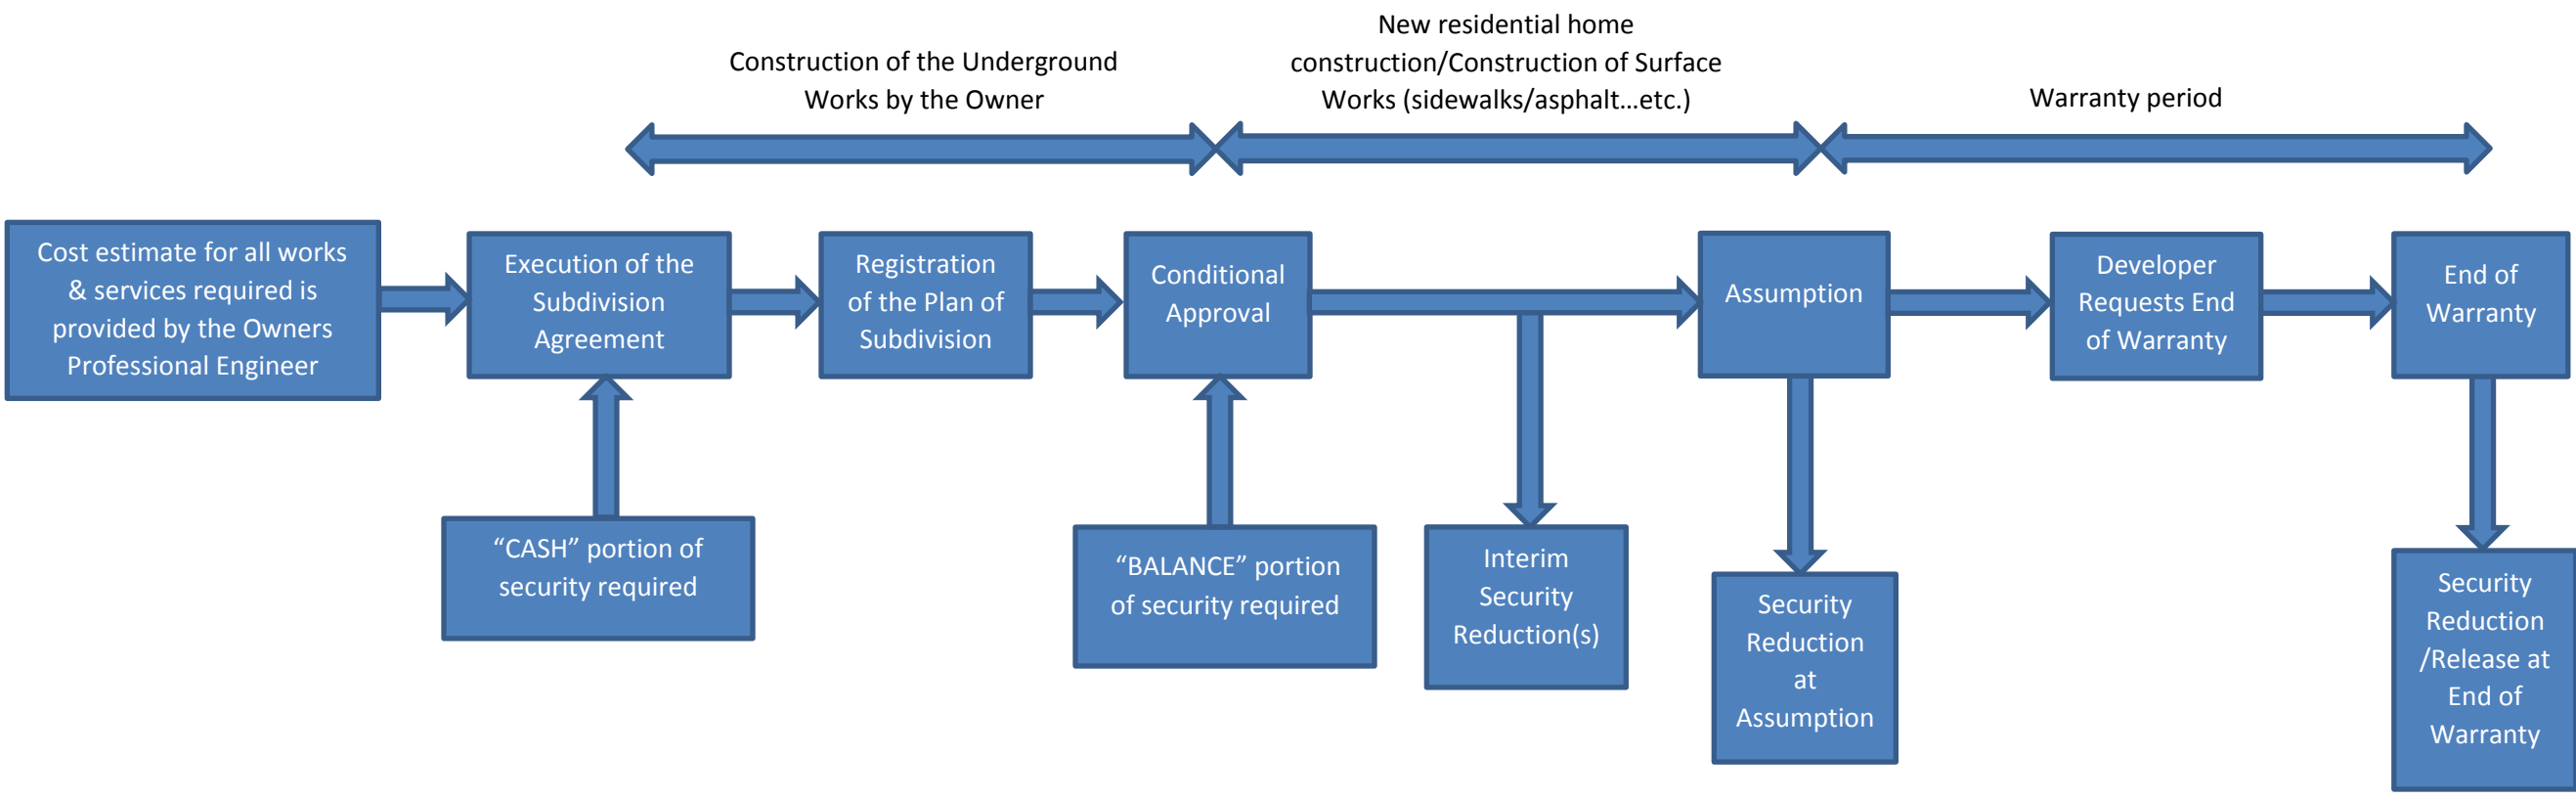 Construction of the Underground
Works by the Owner
New residential home
construction/Construction of Surface
Works (sidewalks/asphalt…etc.)
Warranty period
Cost estimate for all works
& services required is
provided by the Owners
Professional Engineer
Execution of the
Subdivision
Agreement
Registration
of the Plan of
Subdivision
Conditional
Approval
Assumption
Developer
Requests End
of Warranty
End of
Warranty
“CASH” portion of
security required
“BALANCE” portion
of security required
Interim
Security
Reduction(s)
Security
Reduction
at
Assumption
Security
Reduction
/Release at
End of
Warranty